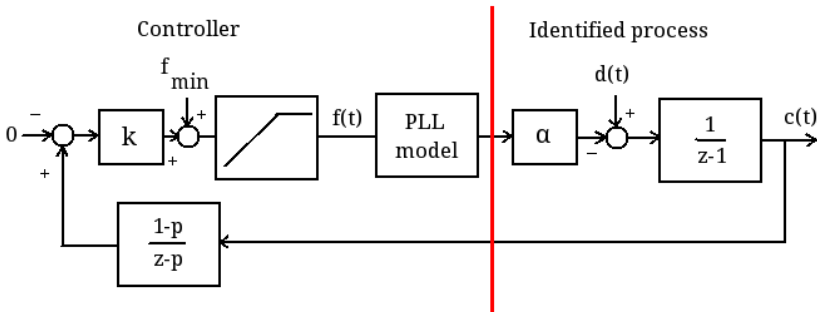 Controller
Identified process
f min
d(t)
0
−
+
k
+
+
f(t)
PLL
model
α
−
+
1
z-1
c(t)
+
1-p
z-p